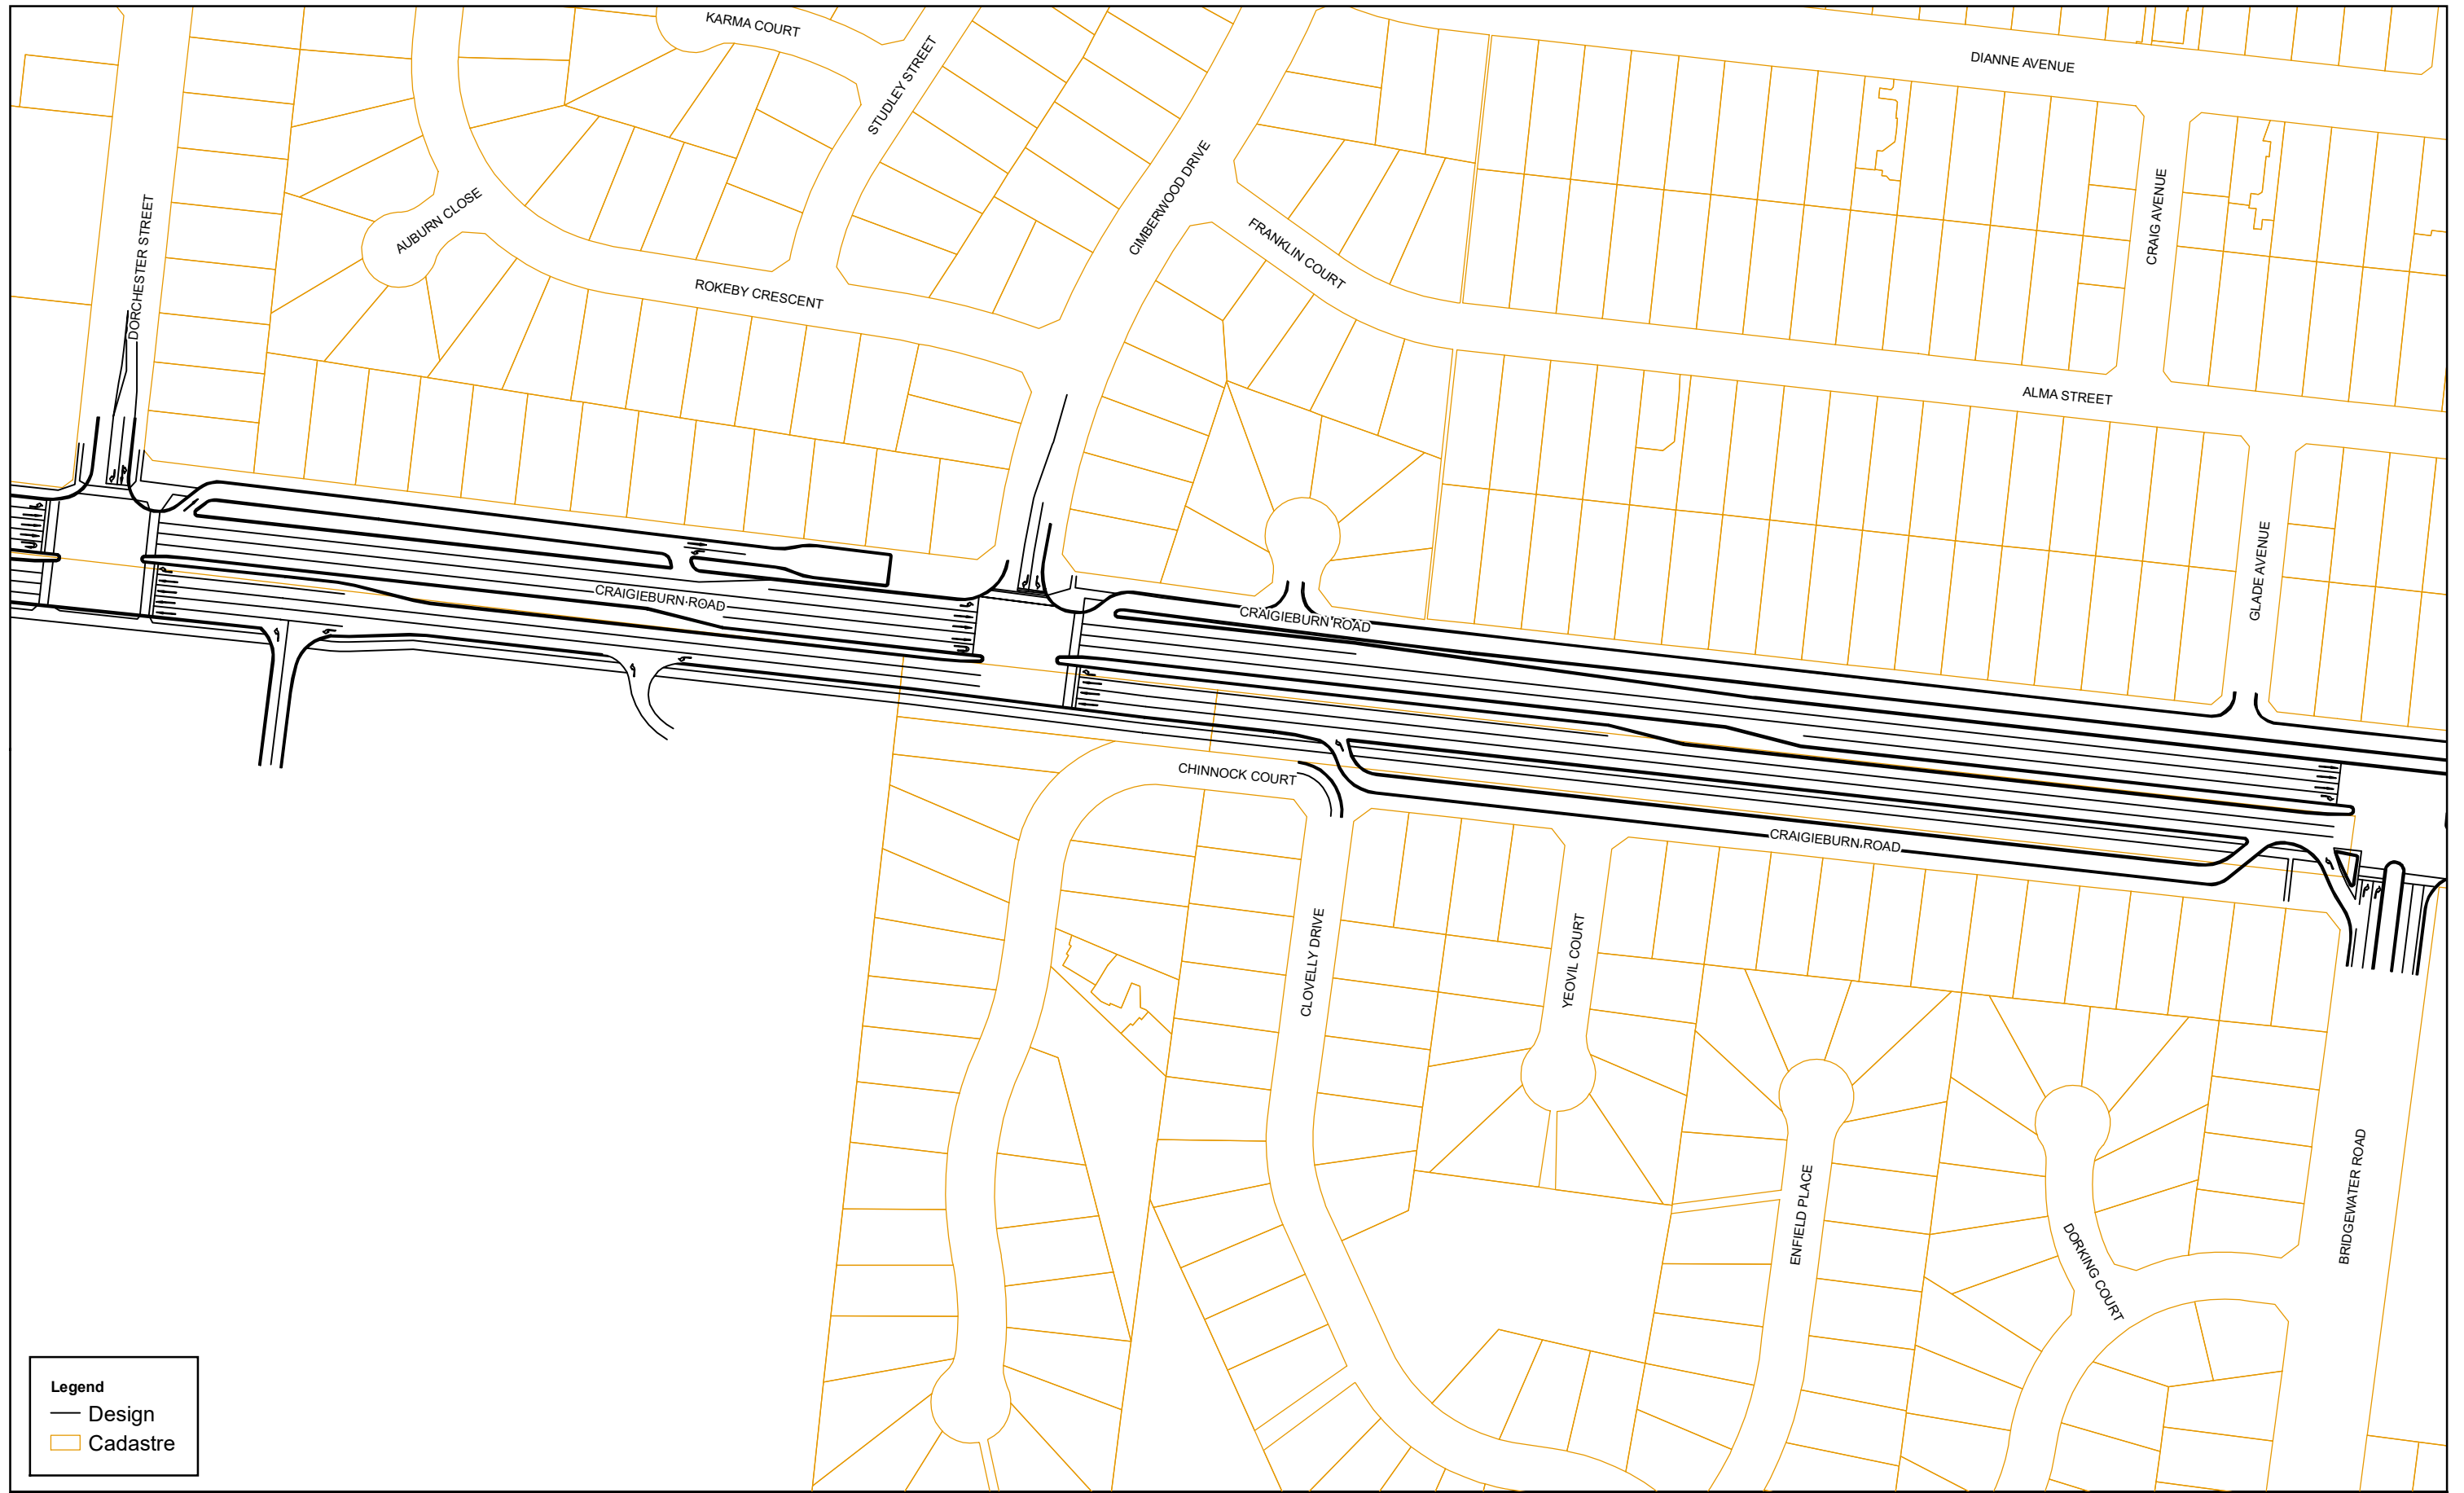 KARMA COURT
STUDLEY STREET
DIANNE AVENUE
DORCHESTER STREET
AUBURN CLOSE
CIMBERWOOD DRIVE
FRANKLIN COURT
CRAIG AVENUE
ROKEBY CRESCENT
ALMA STREET
GLADE AVENUE
CRAIGIEBURN ROAD
CRAIGIEBURN ROAD
CHINNOCK COURT
CRAIGIEBURN ROAD
CLOVELLY DRIVE
YEOVIL COURT
ENFIELD PLACE
DORKING COURT
BRIDGEWATER ROAD
Legend
Design
Cadastre